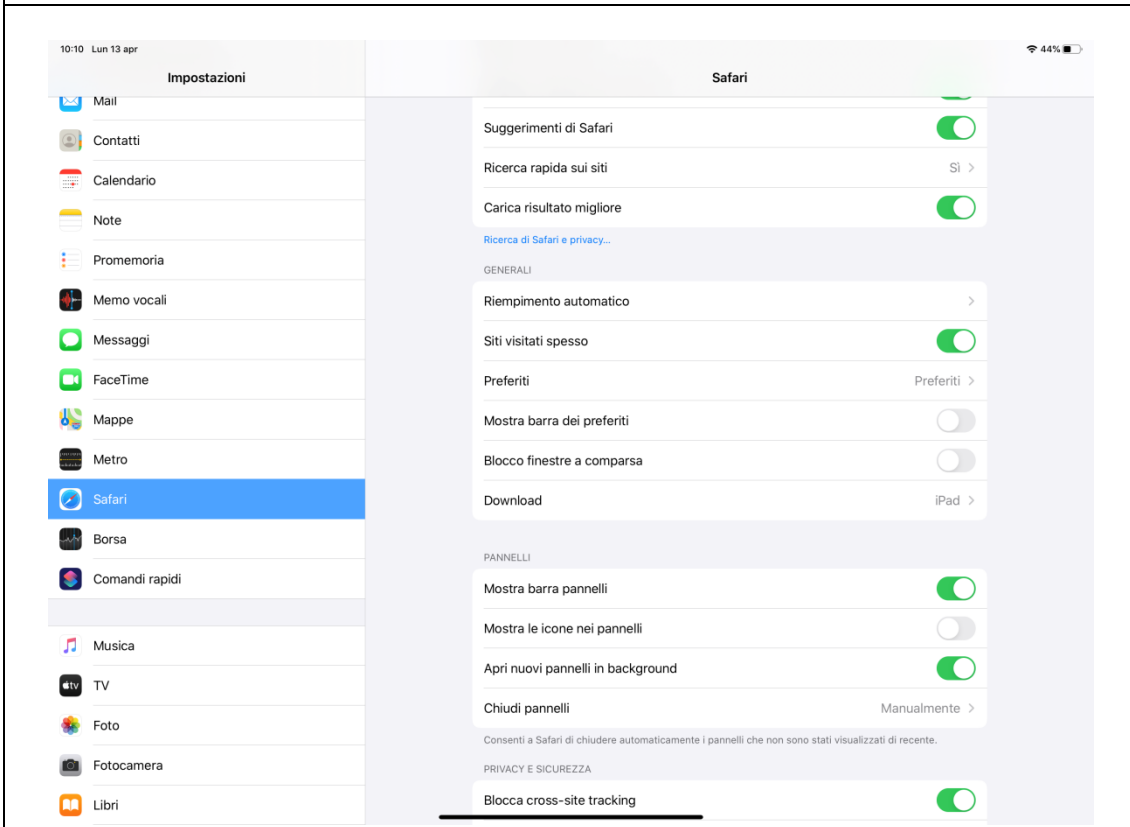 10:10 Lun 13 apr
44%
Impostazioni
Safari
Mail
Contatti
Calendario
Note
Promemoria
Memo vocali
Messaggi
FaceTime
Mappe
Metro
Safari
Borsa
Comandi rapidi
Musica
tv TV
Foto
Fotocamera
Libri
Suggerimenti di Safari
Ricerca rapida sui siti Sì
Carica risultato migliore
Ricerca di Safari e privacy...
GENERALI
Riempimento automatico
Siti visitati spesso
Preferiti Preferiti
Mostra barra dei preferiti
Blocco finestre a comparsa
Download iPad
PANNELLI
Mostra barra pannelli
Mostra le icone nei pannelli
Apri nuovi pannelli in background
Chiudi pannelli Manualmente
Consenti a Safari di chiudere automaticamente i pannelli che non sono stati visualizzati di recente.
PRIVACY E SICUREZZA
Blocca cross-site tracking